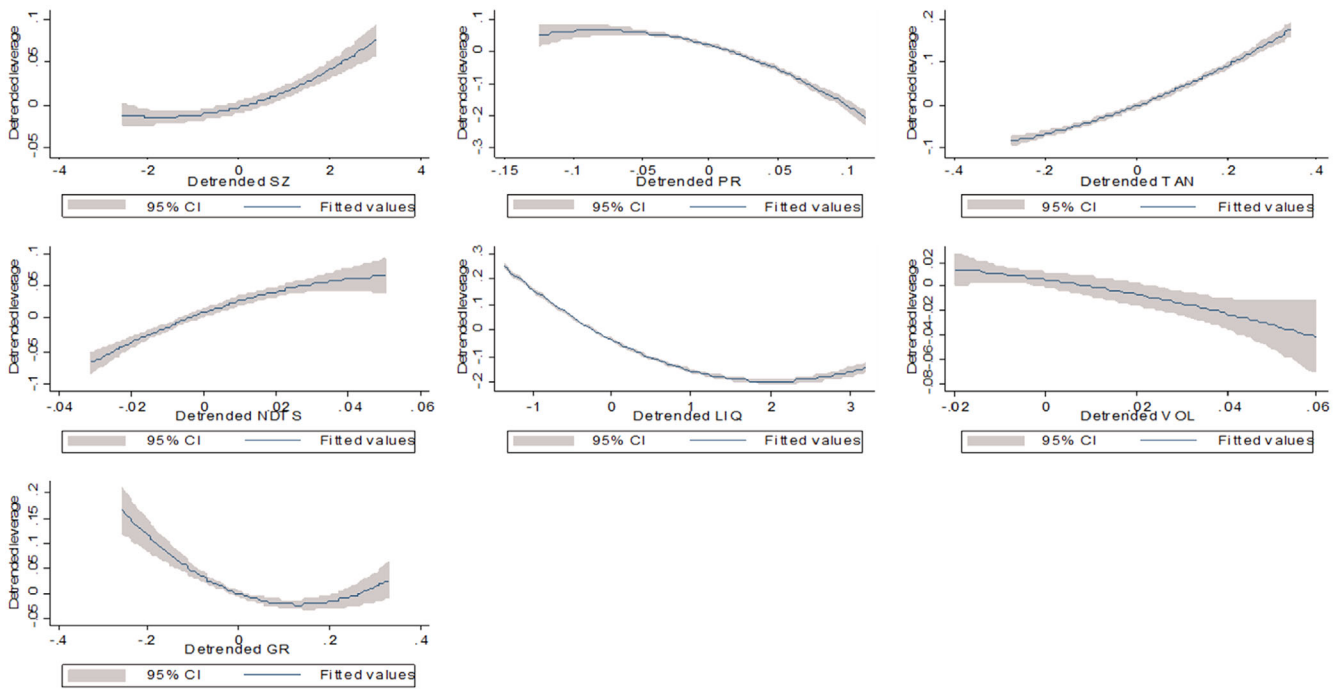 Detrended leverage
-.05 0 .05 .1
-4 -2 0 2 4
Detrended SZ
95% CI Fitted values
Detrended leverage
-.3 -.2 -.1 0 .1
-.15 -.1 -.05 0 .05 .1
Detrended PR
95% CI Fitted values
Detrended leverage
-.1 0 .1 .2
-.4 -.2 0 .2 .4
Detrended TAN
95% CI Fitted values
Detrended leverage
-.1 -.05 0 .05 .1
-.04 -.02 0 .02 .04 .06
Detrended NDTS
95% CI Fitted values
Detrended leverage
-.2 -.1 0 .1 .2 .3
-1 0 1 2 3
Detrended LIQ
95% CI Fitted values
Detrended leverage
-.08 -.06 -.04 -.02 0 .02
-.02 0 .02 .04 .06
Detrended VOL
95% CI Fitted values
Detrended leverage
-.05 0 .05 .1 .15 .2
-.4 -.2 0 .2 .4
Detrended GR
95% CI Fitted values